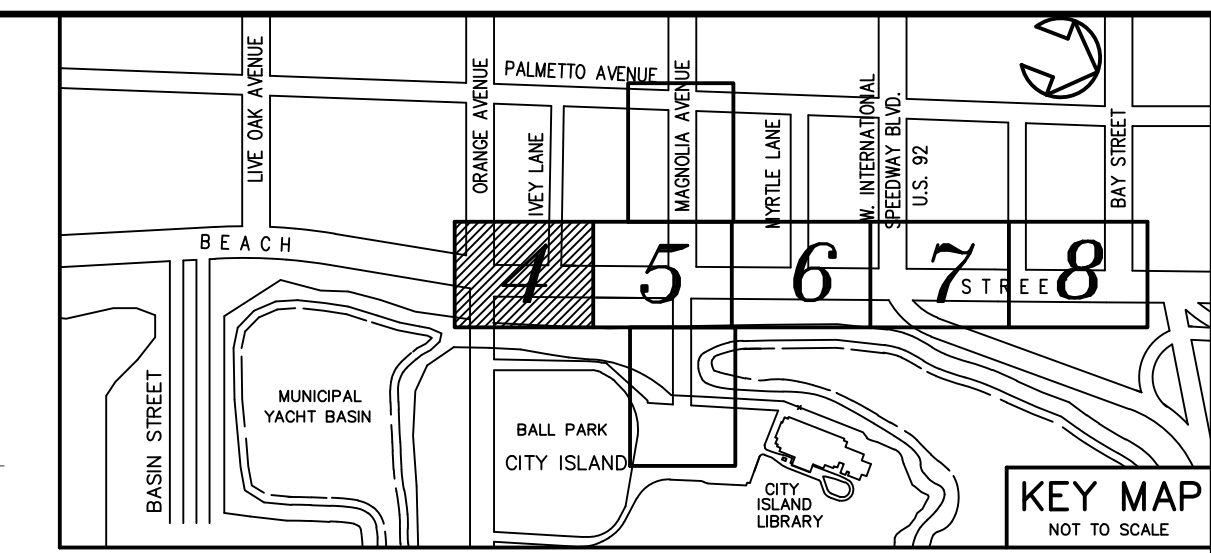 LIVE OAK AVENUE
ORANGE AVENUE
PALMETTO AVENUE
IVEY LANE
MAGNOLIA AVENUE
MYRTLE LANE
W. INTERNATIONAL
SPEEDWAY BLVD.
U.S. 92
BAY STREET
BEACH
4
5
6
7
STREE
8
BASIN STREET
MUNICIPAL
YACHT BASIN
BALL PARK
CITY ISLAND
CITY
ISLAND
LIBRARY
KEY MAP
NOT TO SCALE